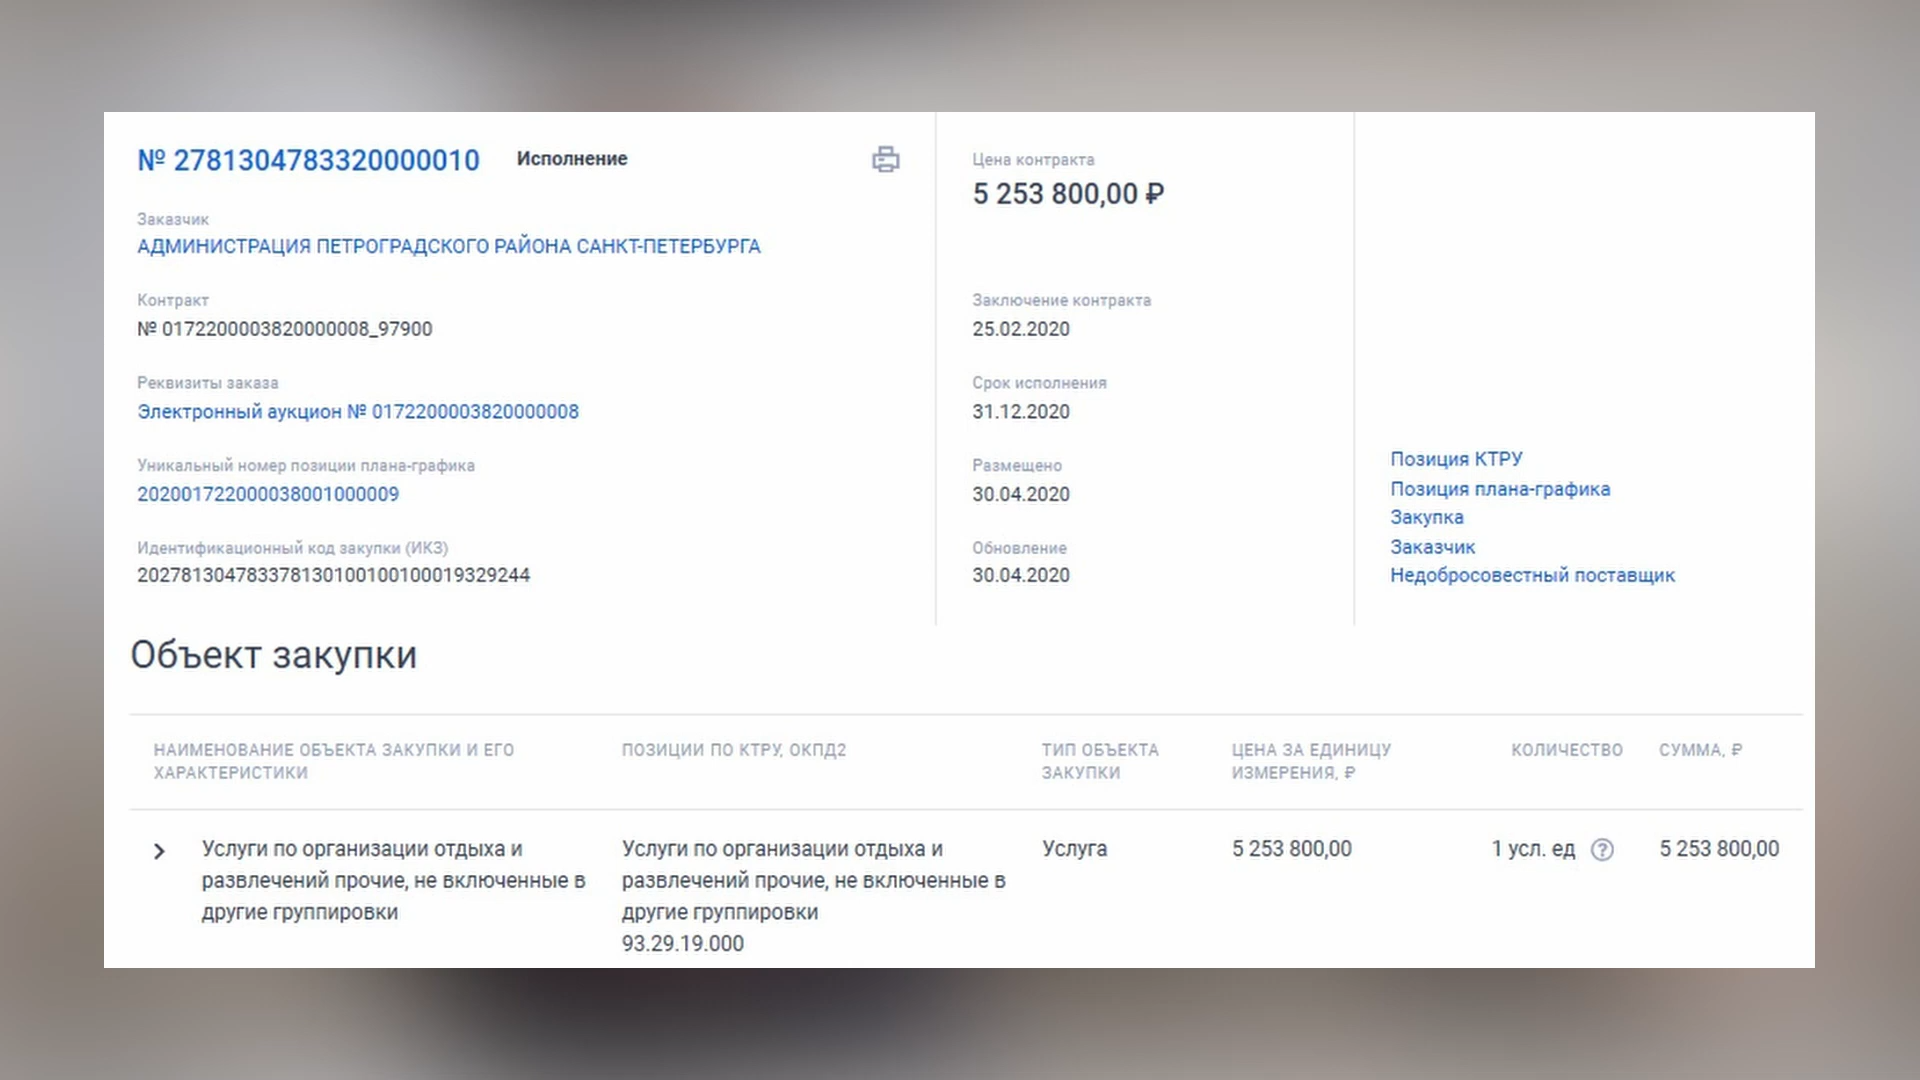 № 2781304783320000010 Исполнение
Заказчик
АДМИНИСТРАЦИЯ ПЕТРОГРАДСКОГО РАЙОНА САНКТ-ПЕТЕРБУРГА
Контракт
№ 0172200003820000008_97900
Реквизиты заказа
Электронный аукцион № 0172200003820000008
Уникальный номер позиции плана-графика
202001722000038001000009
Идентификационный код закупки (ИКЗ)
202781304783378130100100100019329244
Цена контракта
5 253 800,00 ₽
Заключение контракта
25.02.2020
Срок исполнения
31.12.2020
Размещено
30.04.2020
Обновление
30.04.2020
Позиция КТРУ
Позиция плана-графика
Закупка
Заказчик
Недобросовестный поставщик
Объект закупки
НАИМЕНОВАНИЕ ОБЪЕКТА ЗАКУПКИ И ЕГО
ХАРАКТЕРИСТИКИ
ПОЗИЦИИ ПО КТРУ, ОКПД2
ТИП ОБЪЕКТА
ЗАКУПКИ
ЦЕНА ЗА ЕДИНИЦУ
ИЗМЕРЕНИЯ, ₽
КОЛИЧЕСТВО
СУММА, ₽
Услуги по организации отдыха и
развлечений прочие, не включенные в
другие группировки
Услуги по организации отдыха и
развлечений прочие, не включенные в
другие группировки
93.29.19.000
Услуга
5 253 800,00
1 усл. ед
5 253 800,00